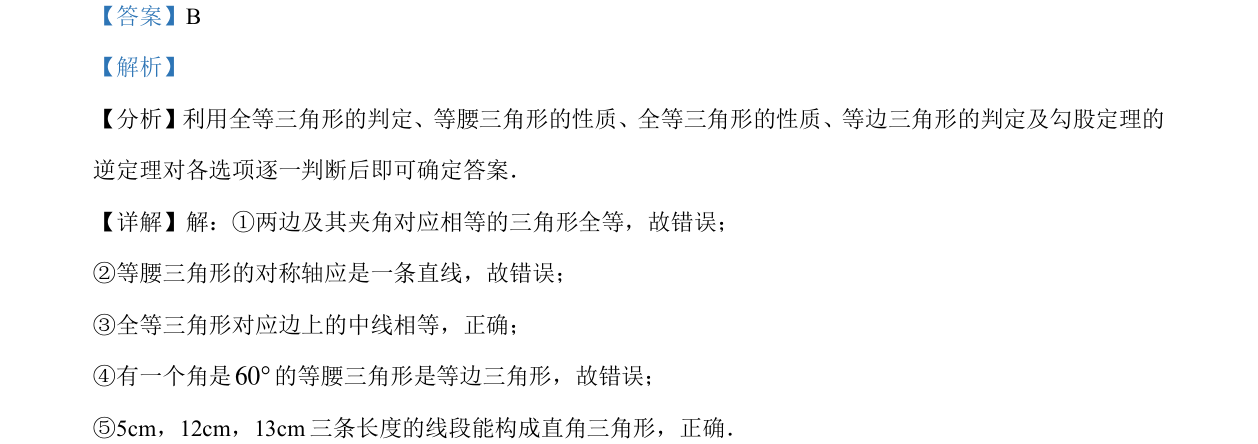 【答案】B
【解析】
【分析】利用全等三角形的判定、等腰三角形的性质、全等三角形的性质、等边三角形的判定及勾股定理的
逆定理对各选项逐一判断后即可确定答案．
【详解】解：①两边及其夹角对应相等的三角形全等，故错误；
②等腰三角形的对称轴应是一条直线，故错误；
③全等三角形对应边上的中线相等，正确；
④有一个角是60°的等腰三角形是等边三角形，故错误；
⑤5cm，12cm，13cm三条长度的线段能构成直角三角形，正确．